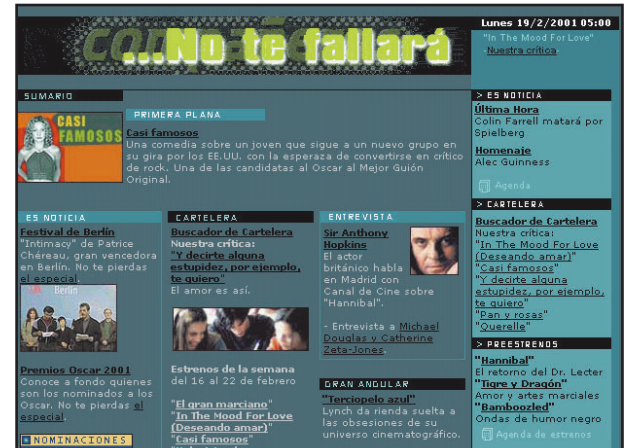 ...No te fallará
Lunes 19/2/2001 05:00
"In The Mood For Love"
-Nuestra crítica.
SUMARIO
CASI
FAMOSOS
PRIMERA PLANA
Casi famosos
Una comedia sobre un joven que sigue a un nuevo grupo en
su gira por los EE.UU. con la esperaza de convertirse en crítico
de rock. Una de las candidatas al Oscar al Mejor Guión
Original.
ES NOTICIA
Festival de Berlín
"Intimacy" de Patrice
Chéreau, gran vencedora
en Berlín. No te pierdas
el especial.
Berlin
Premios Oscar 2001
Conoce a fondo quienes
son los nominados a los
Oscar. No te pierdas el
especial.
NOMINACIONES
CARTELERA
Buscador de Cartelera
Nuestra crítica:
"Y decirte alguna
estupidez, por ejemplo,
te quiero"
El amor es así.
Estrenos de la semana
del 16 al 22 de febrero
"El gran marciano"
"In The Mood For Love
(Deseando amar)"
"Casi famosos"
ENTREVISTA
Sir Anthony
Hopkins
El actor
británico habla
en Madrid con
Canal de Cine sobre
"Hannibal".
- Entrevista a Michael
Douglas y Catherine
Zeta-Jones.
GRAN ANGULAR
"Terciopelo azul"
Lynch da rienda suelta a
las obsesiones de su
universo cinematográfico.
> ES NOTICIA
Última Hora
Colin Farrell matará por
Spielberg
Homenaje
Alec Guinness
Agenda
> CARTELERA
Buscador de Cartelera
Nuestra crítica:
"In The Mood For Love
(Deseando amar)"
"Casi famosos"
"Y decirte alguna
estupidez, por ejemplo,
te quiero"
"Pan y rosas"
"Querelle"
> PREESTRENOS
"Hannibal"
El retorno del Dr. Lecter
"Tigre y Dragón"
Amor y artes marciales
"Bamboozled"
Ondas de humor negro
Agenda de estrenos